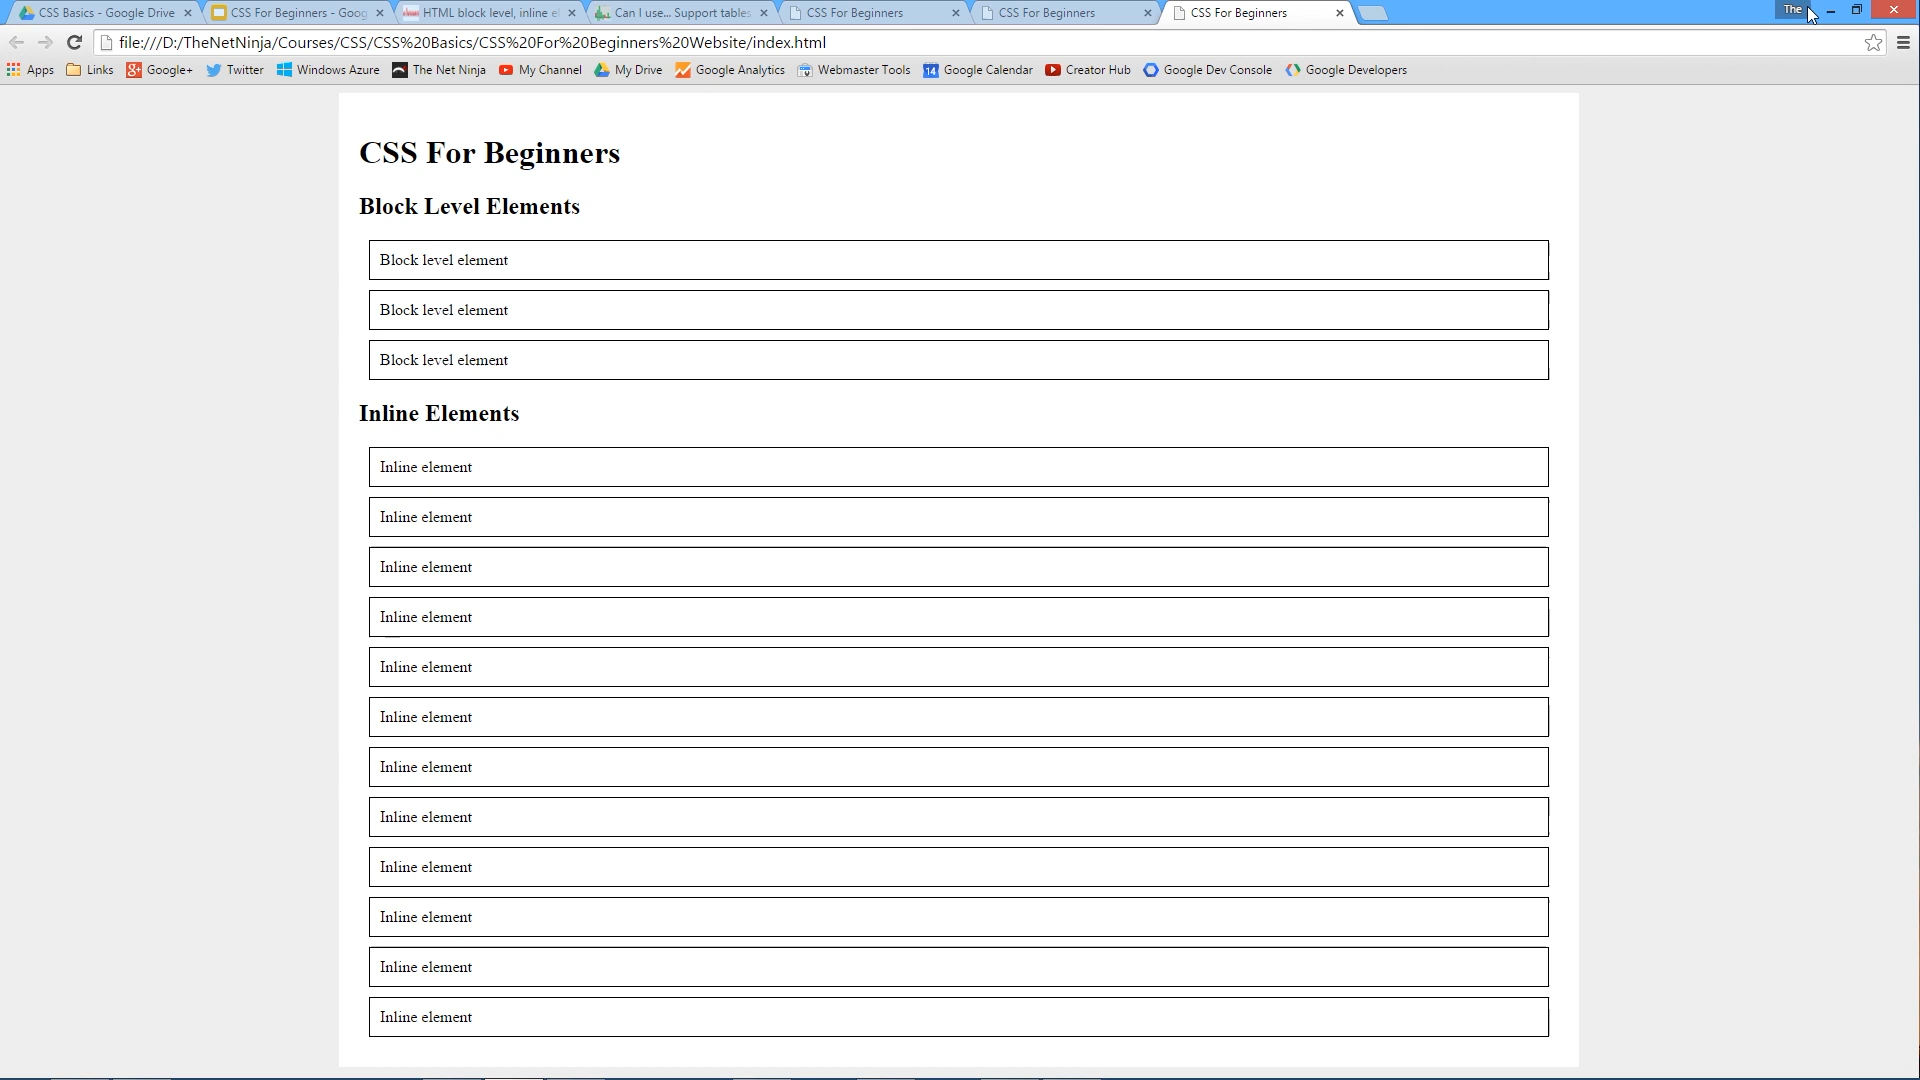 CSS Basics - Google Drive
CSS For Beginners - Goog
HTML block level, inline el
Can I use... Support tables
CSS For Beginners
CSS For Beginners
CSS For Beginners
The
file:///D:/TheNetNinja/Courses/CSS/CSS%20Basics/CSS%20For%20Beginners%20Website/index.html
Apps
Links
Google+
Twitter
Windows Azure
The Net Ninja
My Channel
My Drive
Google Analytics
Webmaster Tools
14
Google Calendar
Creator Hub
Google Dev Console
Google Developers
CSS For Beginners
Block Level Elements
Block level element
Block level element
Block level element
Inline Elements
Inline element
Inline element
Inline element
Inline element
Inline element
Inline element
Inline element
Inline element
Inline element
Inline element
Inline element
Inline element